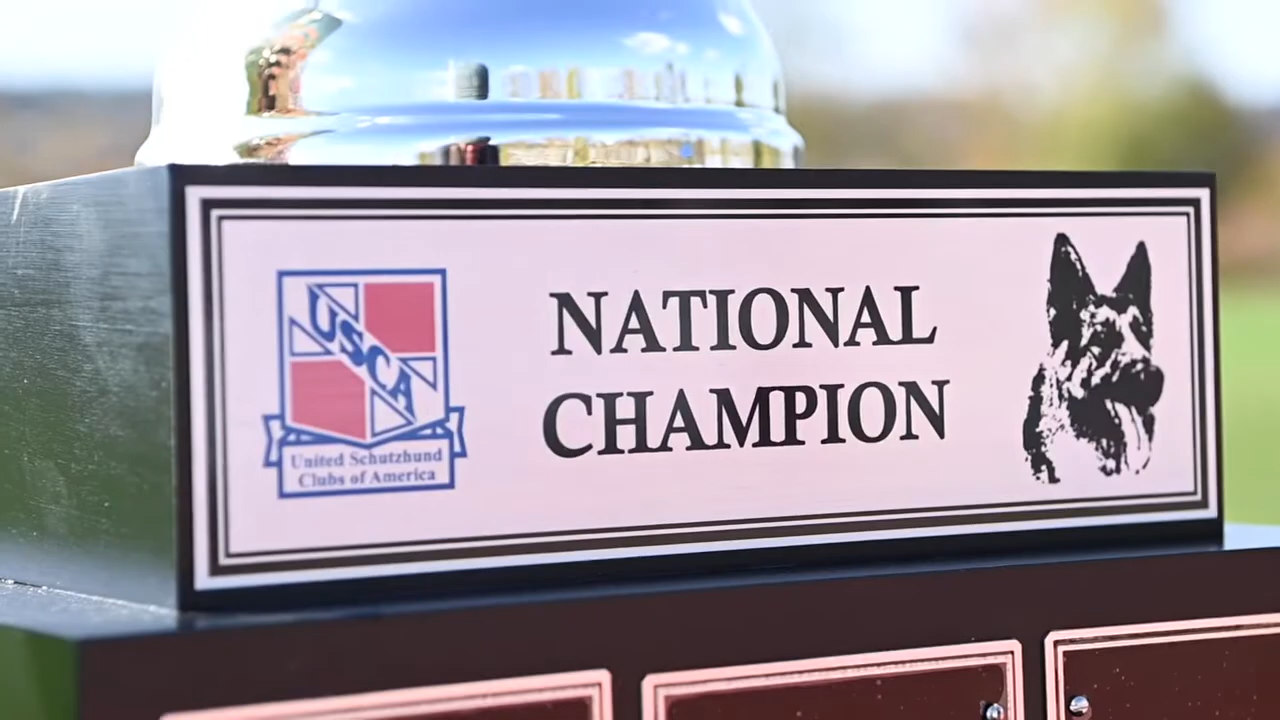 USCA
United Schutzhund
Clubs of America
NATIONAL
CHAMPION